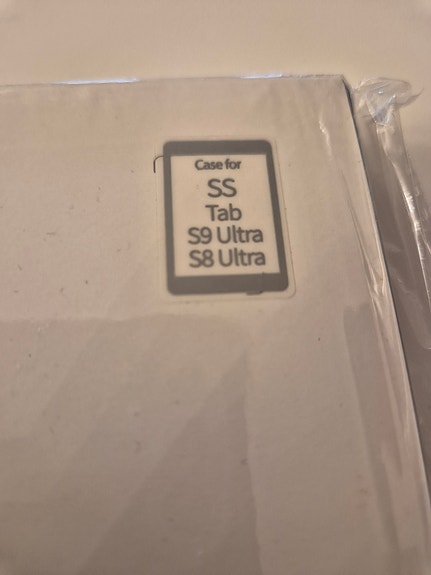 Case for
SS
Tab
S9 Ultra
S8 Ultra